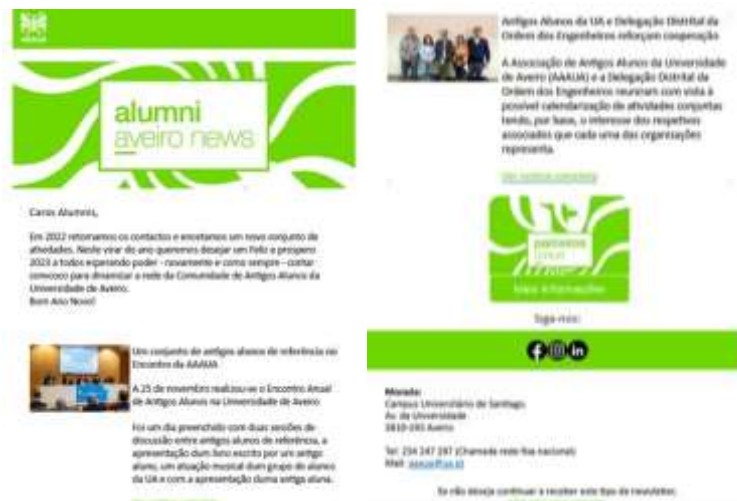 alumni
aveiro news
Caros Alumnis,
Em 2022 retomamos os contactos e encetamos um novo conjunto de
atividades. Neste virar do ano queremos desejar um Feliz e prospero
2023 a todos esperando poder - novamente e como sempre - contar
convosco para dinamizar a rede da Comunidade de Antigos Alunos da
Universidade de Aveiro.
Bom Ano Novo!
Um conjunto de antigos alunos de referência no
Encontro da AAAUA
A 25 de novembro realizou-se o Encontro Anual
de Antigos Alunos na Universidade de Aveiro
Foi um dia preenchido com duas sessões de
discussão entre antigos alunos de referência, a
apresentação dum livro escrito por um antigo
aluno, um atuação musical dum grupo de alunos
da UA e com a apresentação duma antiga aluna.
Antigos Alunos da UA e Delegação Distrital da
Ordem dos Engenheiros reforçam cooperação
A Associação de Antigos Alunos da Universidade
de Aveiro (AAAUA) e a Delegação Distrital da
Ordem dos Engenheiros reuniram com vista à
possível calendarização de atividades conjuntas
tendo, por base, o interesse dos respetivos
associados que cada uma das organizações
representa.
Ver notícia completa
parceiros
Mais informações
Siga-nos:
Morada:
Campus Universitário de Santiago
Av. da Universidade
3810-193 Aveiro
Tel: 234 247 297 (Chamada rede fixa nacional)
Mail: aaaua@ua.pt
Se não deseja continuar a receber este tipo de newsletter,